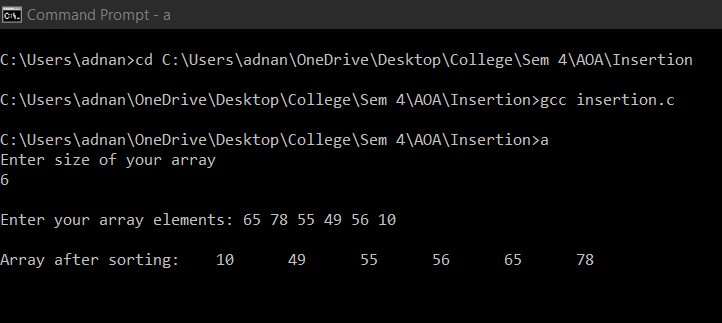 Command Prompt - a
C:\Users\adnan>cd C:\Users\adnan\OneDrive\Desktop\College\Sem 4\AOA\Insertion
C:\Users\adnan\OneDrive\Desktop\College\Sem 4\AOA\Insertion>gcc insertion.c
C:\Users\adnan\OneDrive\Desktop\College\Sem 4\AOA\Insertion>a
Enter size of your array
6
Enter your array elements: 65 78 55 49 56 10
Array after sorting:    10      49      55      56      65      78